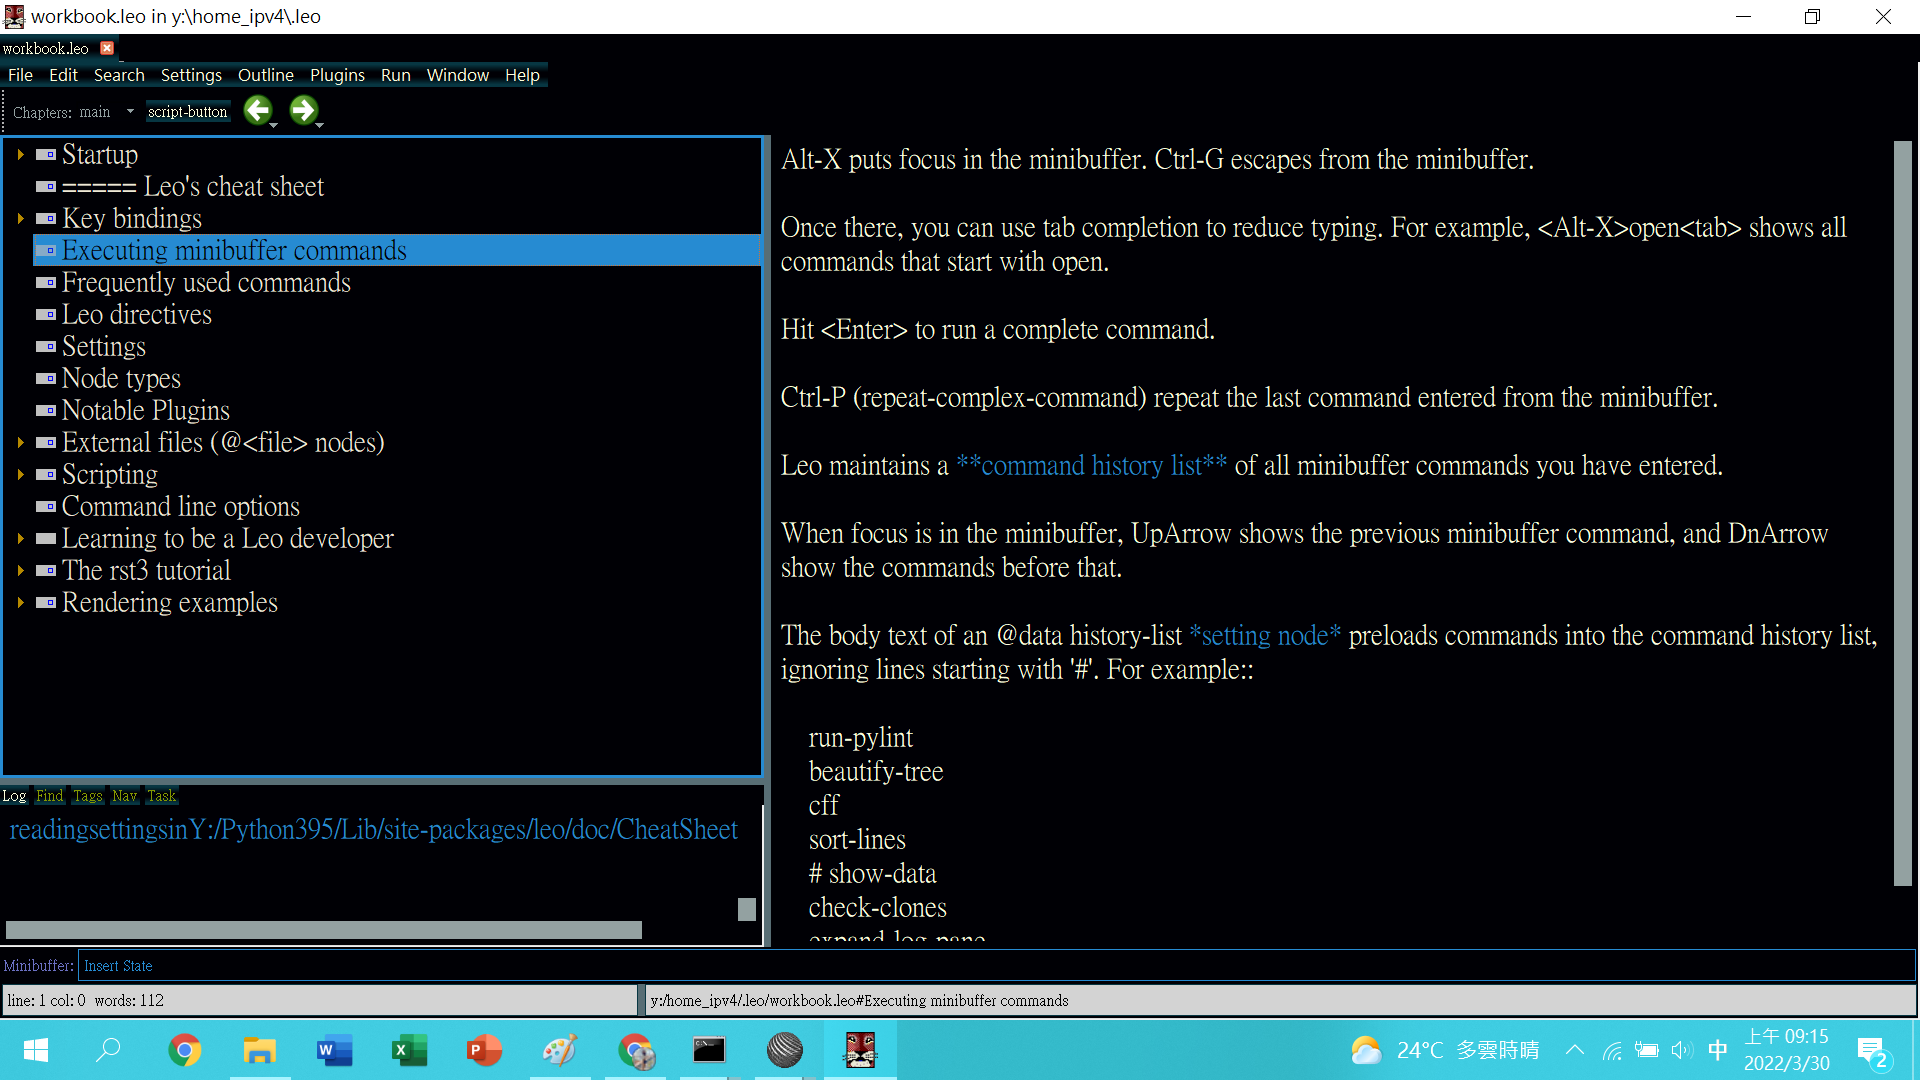 workbook.leo in y:\home_ipv4\.leo
workbook.leo
File Edit Search Settings Outline Plugins Run Window Help
Chapters: main script-button
Startup
===== Leo's cheat sheet
Key bindings
Executing minibuffer commands
Frequently used commands
Leo directives
Settings
Node types
Notable Plugins
External files (@<file> nodes)
Scripting
Command line options
Learning to be a Leo developer
The rst3 tutorial
Rendering examples
Alt-X puts focus in the minibuffer. Ctrl-G escapes from the minibuffer.
Once there, you can use tab completion to reduce typing. For example, <Alt-X>open<tab> shows all
commands that start with open.
Hit <Enter> to run a complete command.
Ctrl-P (repeat-complex-command) repeat the last command entered from the minibuffer.
Leo maintains a **command history list** of all minibuffer commands you have entered.
When focus is in the minibuffer, UpArrow shows the previous minibuffer command, and DnArrow
show the commands before that.
The body text of an @data history-list *setting node* preloads commands into the command history list,
ignoring lines starting with '#'. For example::
run-pylint
beautify-tree
cff
sort-lines
# show-data
check-clones
expand-log-pane
Log Find Tags Nav Task
readingsettingsinY:/Python395/Lib/site-packages/leo/doc/CheatSheet
Minibuffer: Insert State
line: 1 col: 0 words: 112
y:/home_ipv4/.leo/workbook.leo#Executing minibuffer commands
24°C 多雲時晴
中
上午 09:15
2022/3/30
2